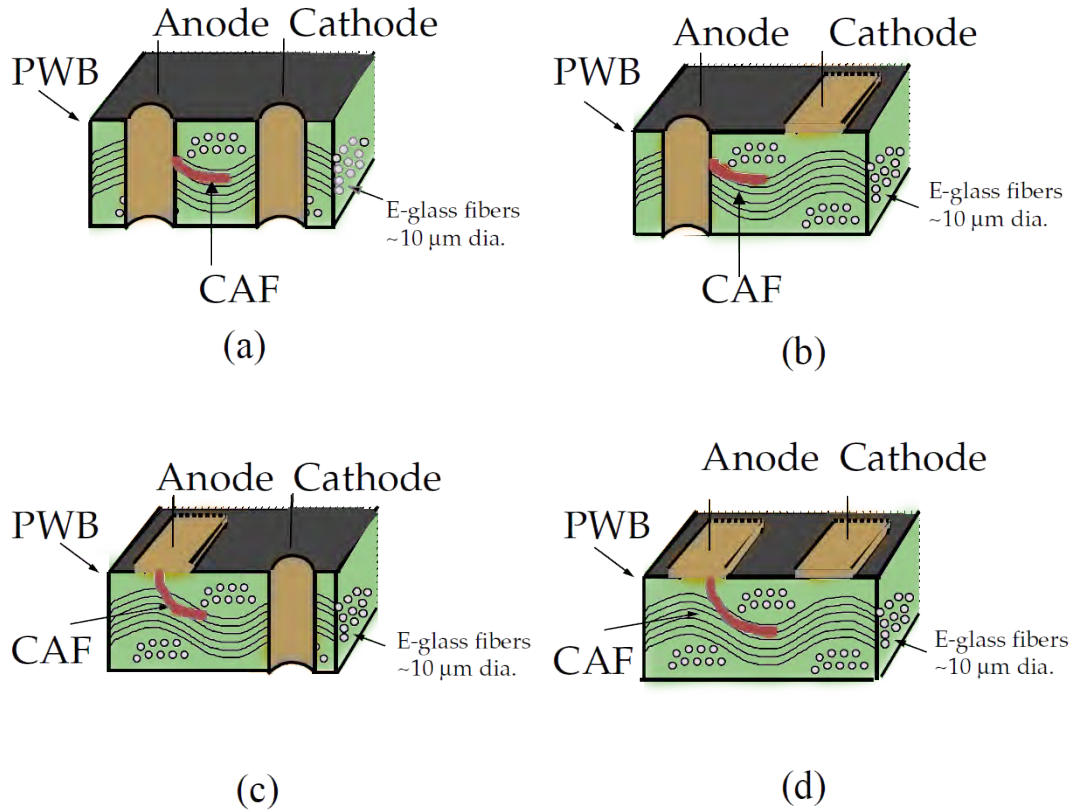 Anode Cathode
PWB
E-glass fibers
~10 µm dia.
CAF
(a)
Anode Cathode
PWB
E-glass fibers
~10 µm dia.
CAF
(b)
Anode Cathode
PWB
CAF
E-glass fibers
~10 µm dia.
(c)
Anode Cathode
PWB
CAF
E-glass fibers
~10 µm dia.
(d)